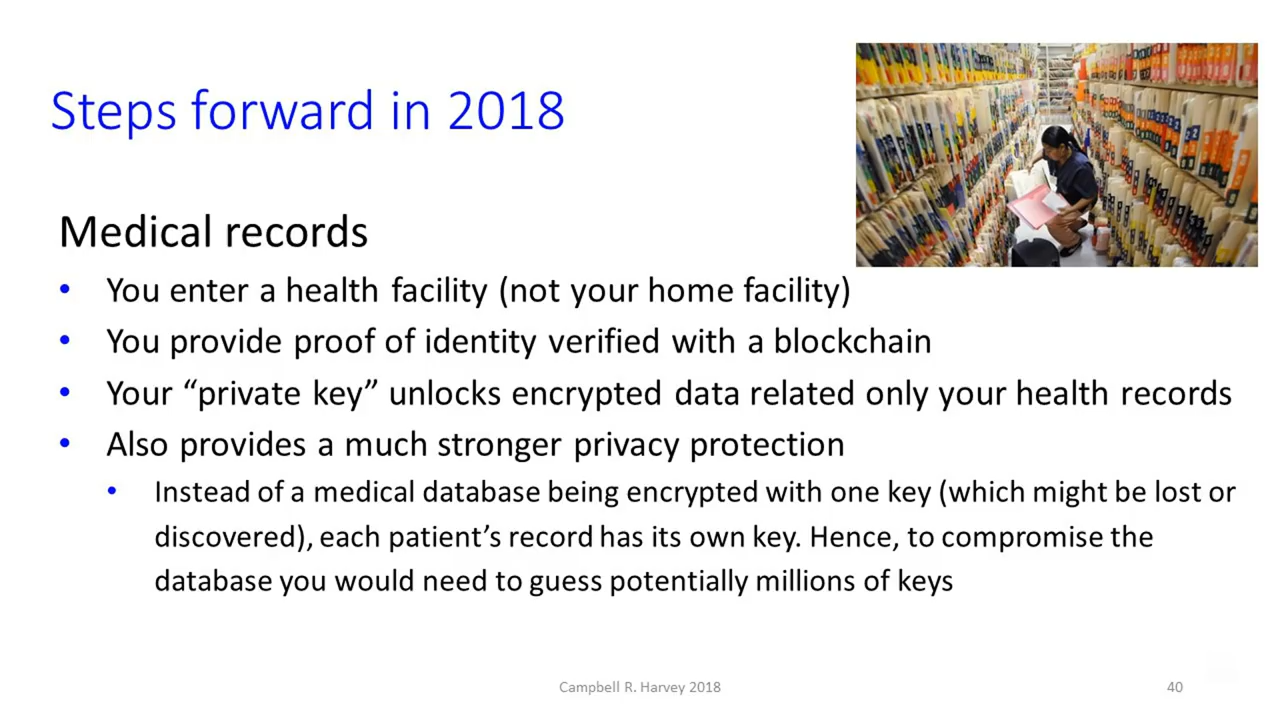 Steps forward in 2018
Medical records
• You enter a health facility (not your home facility)
• You provide proof of identity verified with a blockchain
• Your “private key” unlocks encrypted data related only your health records
• Also provides a much stronger privacy protection
• Instead of a medical database being encrypted with one key (which might be lost or
discovered), each patient’s record has its own key. Hence, to compromise the
database you would need to guess potentially millions of keys
Campbell R. Harvey 2018
40